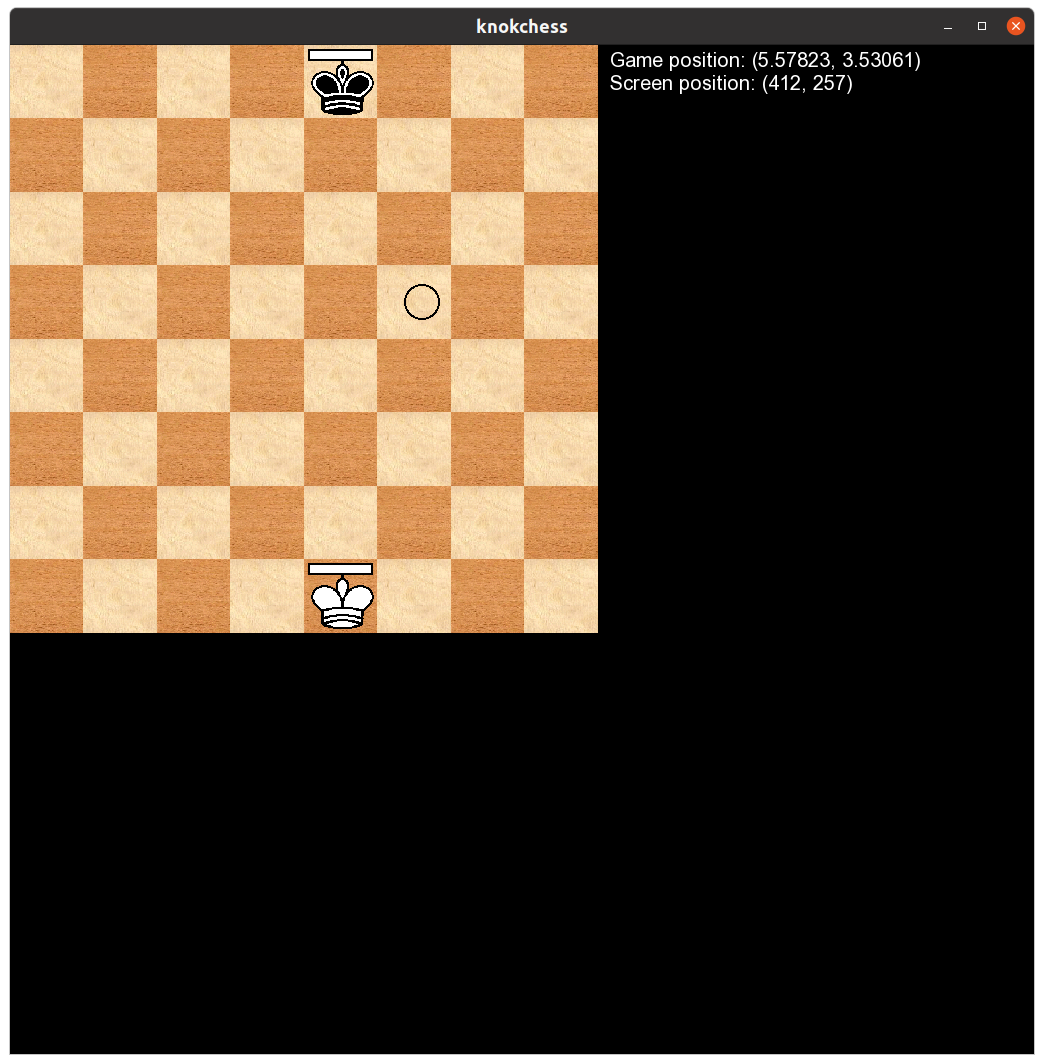 knokchess
Game position: (5.57823, 3.53061)
Screen position: (412, 257)